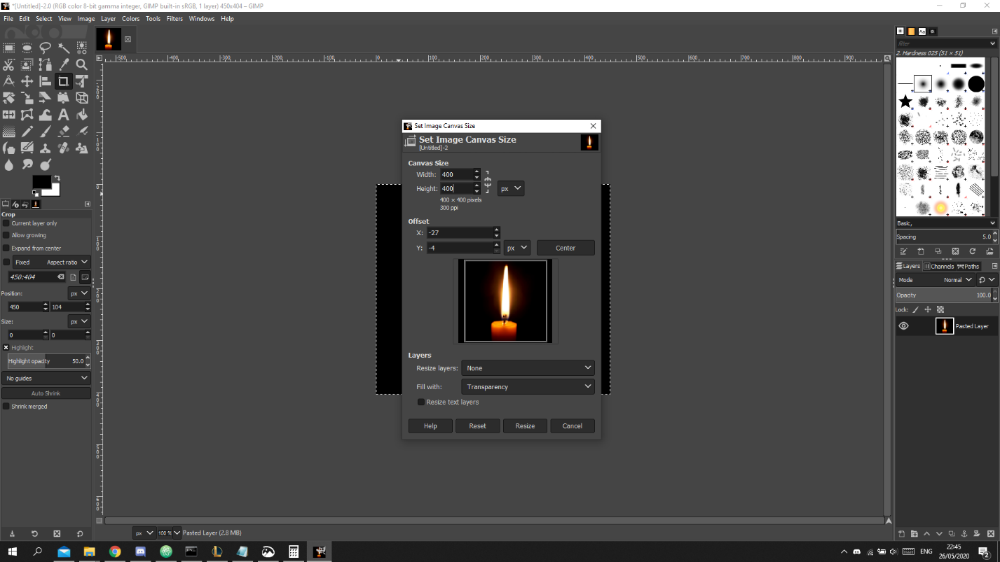 *[Untitled]-2.0 (RGB color 8-bit gamma integer, GIMP built-in sRGB, 1 layer) 450x404 – GIMP
File Edit Select View Image Layer Colors Tools Filters Windows Help
filter
2. Hardness 025 (51 × 51)
-500 -400 -300 -200 -100 0 100 200 300 400 500 600 700 800 900
Set Image Canvas Size
Set Image Canvas Size
[Untitled]-2
Canvas Size
Width: 400
Height: 400 px
400 × 400 pixels
300 ppi
Offset
X: -27
Y: -4 px Center
Layers
Resize layers: None
Fill with: Transparency
Resize text layers
Help Reset Resize Cancel
Crop
Current layer only
Allow growing
Expand from center
Fixed Aspect ratio
450:404
Position: px
450 104
Size: px
0 0
Highlight
Highlight opacity 50.0
No guides
Auto Shrink
Shrink merged
Basic,
Spacing 5.0
Layers Channels Paths
Mode Normal
Opacity 100.0
Lock:
Pasted Layer
px 100 % Pasted Layer (2.8 MB)
ENG
22:45
26/05/2020
2